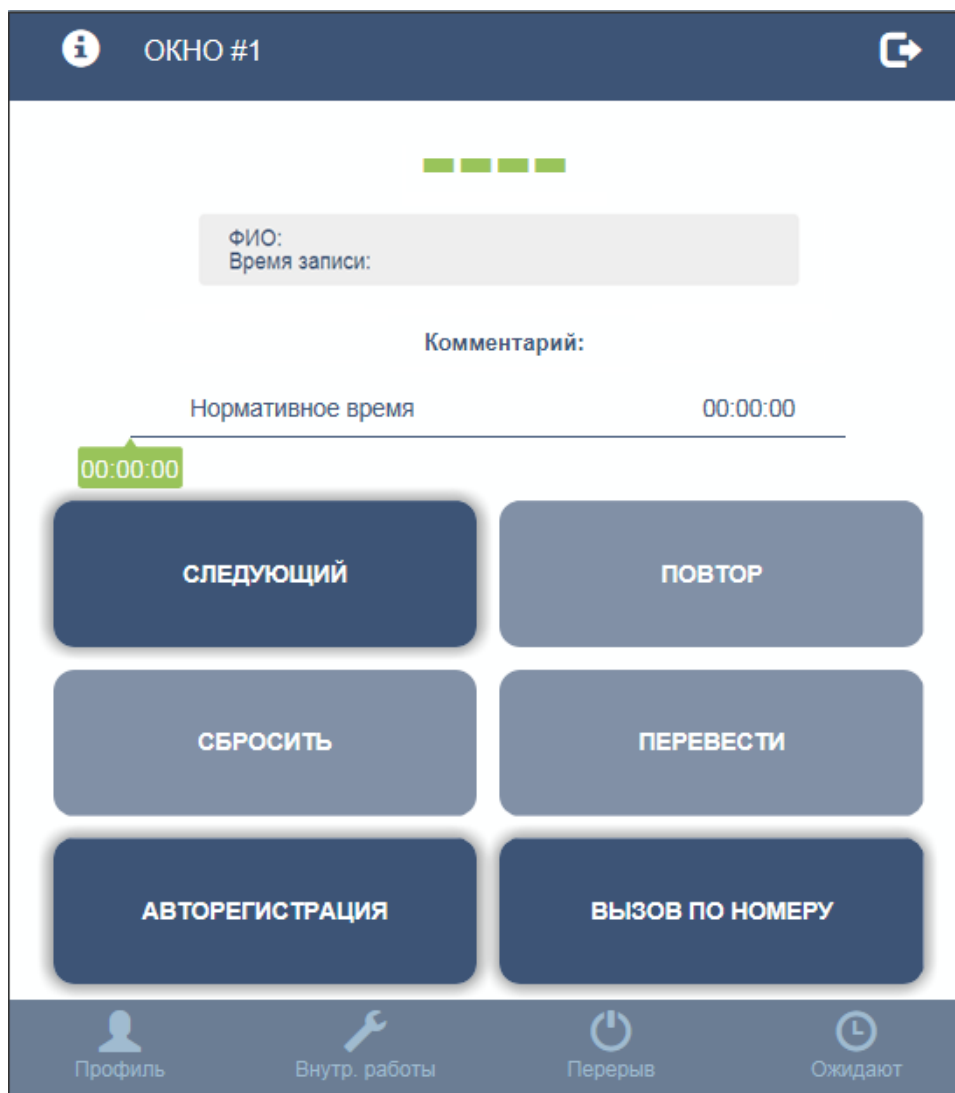 ОКНО #1
ФИО:
Время записи:
Комментарий:
Нормативное время 00:00:00
00:00:00
СЛЕДУЮЩИЙ ПОВТОР
СБРОСИТЬ ПЕРЕВЕСТИ
АВТОРЕГИСТРАЦИЯ ВЫЗОВ ПО НОМЕРУ
Профиль Внутр. работы Перерыв Ожидают